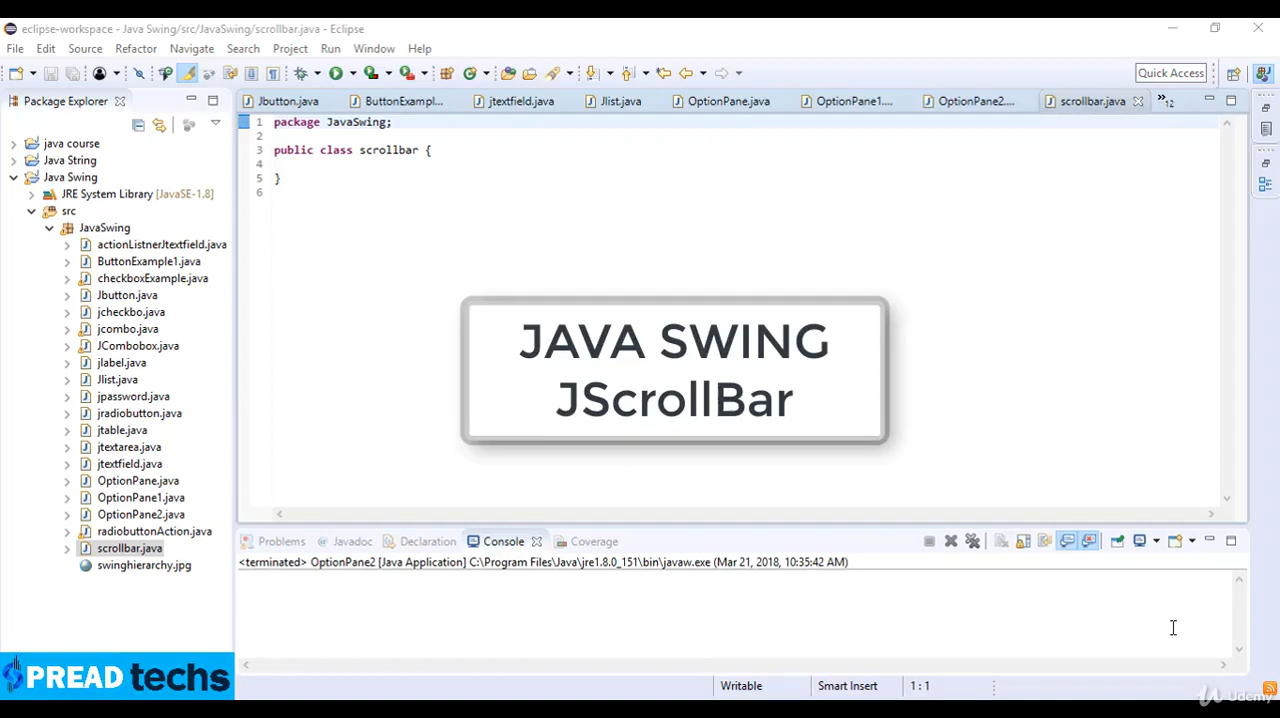 eclipse-workspace - Java Swing/src/JavaSwing/scrollbar.java - Eclipse
File Edit Source Refactor Navigate Search Project Run Window Help
Quick Access
Package Explorer
Jbutton.java ButtonExampl... jtextfield.java Jlist.java OptionPane.java OptionPane1.... OptionPane2.... scrollbar.java »12
java course
Java String
Java Swing
JRE System Library [JavaSE-1.8]
src
JavaSwing
actionListnerJtextfield.java
ButtonExample1.java
checkboxExample.java
Jbutton.java
jcheckbo.java
jcombo.java
JCombobox.java
jlabel.java
Jlist.java
jpassword.java
jradiobutton.java
jtable.java
jtextarea.java
jtextfield.java
OptionPane.java
OptionPane1.java
OptionPane2.java
radiobuttonAction.java
scrollbar.java
swinghierarchy.jpg
1 package JavaSwing;
2
3 public class scrollbar {
4
5 }
6
JAVA SWING
JScrollBar
Problems Javadoc Declaration Console Coverage
<terminated> OptionPane2 [Java Application] C:\Program Files\Java\jre1.8.0_151\bin\javaw.exe (Mar 21, 2018, 10:35:42 AM)
SPREAD techs
Writable Smart Insert 1 : 1
Udemy